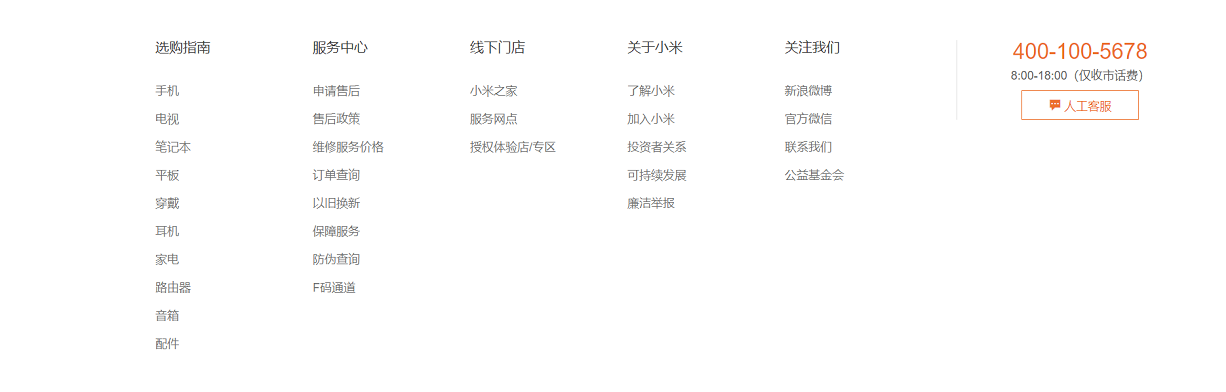 选购指南
手机
电视
笔记本
平板
穿戴
耳机
家电
路由器
音箱
配件
服务中心
申请售后
售后政策
维修服务价格
订单查询
以旧换新
保障服务
防伪查询
F码通道
线下门店
小米之家
服务网点
授权体验店/专区
关于小米
了解小米
加入小米
投资者关系
可持续发展
廉洁举报
关注我们
新浪微博
官方微信
联系我们
公益基金会
400-100-5678
8:00-18:00（仅收市话费）
人工客服